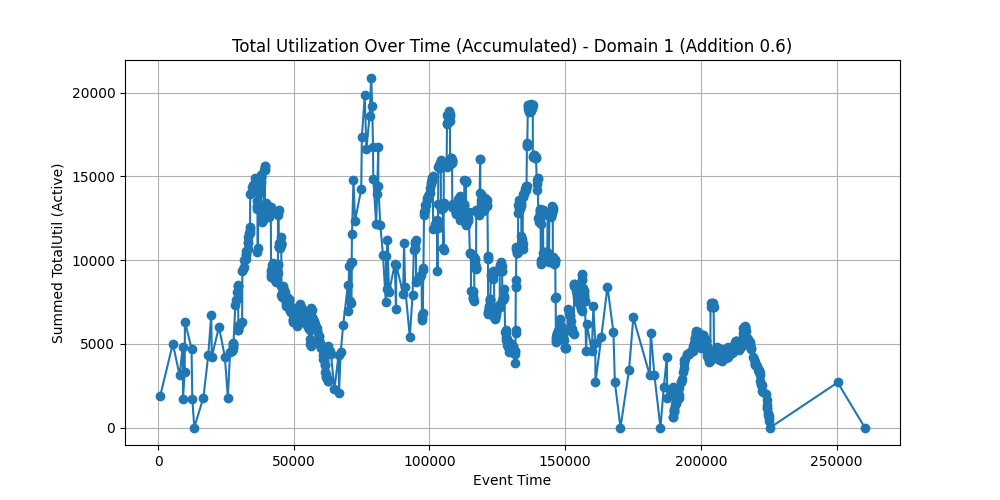 Total Utilization Over Time (Accumulated) - Domain 1 (Addition 0.6)
Summed TotalUtil (Active)
20000
15000
10000
5000
0
0 50000 100000 150000 200000 250000
Event Time